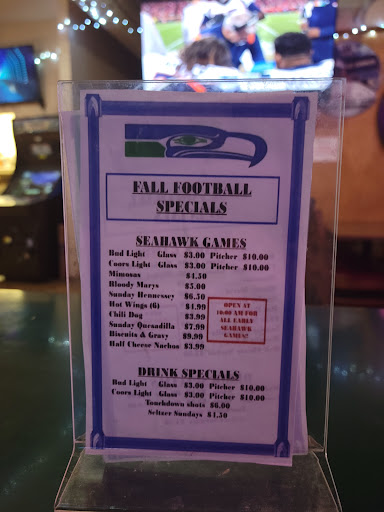 FALL FOOTBALL
SPECIALS
SEAHAWK GAMES
Bud Light Glass $3.00 Pitcher $10.00
Coors Light Glass $3.00 Pitcher $10.00
Mimosas $4.50
Bloody Marys $5.00
Sunday Hennessey $6.50
Hot Wings (6) $4.99
Chili Dog $3.99
Sunday Quesadilla $7.99
Biscuits & Gravy $9.99
Half Cheese Nachos $3.99
OPEN AT
10:00 AM FOR
ALL EARLY
SEAHAWK
GAMES!
DRINK SPECIALS
Bud Light Glass $3.00 Pitcher $10.00
Coors Light Glass $3.00 Pitcher $10.00
Touchdown shots $6.00
Seltzer Sundays $4.50